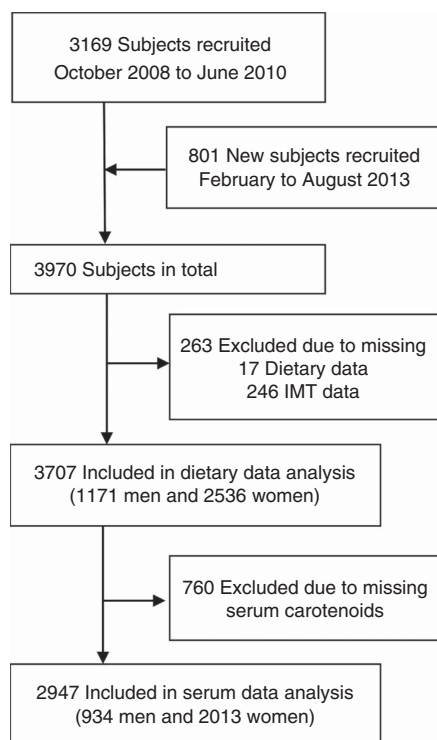 3169 Subjects recruited
October 2008 to June 2010
801 New subjects recruited
February to August 2013
3970 Subjects in total
263 Excluded due to missing
17 Dietary data
246 IMT data
3707 Included in dietary data analysis
(1171 men and 2536 women)
760 Excluded due to missing
serum carotenoids
2947 Included in serum data analysis
(934 men and 2013 women)